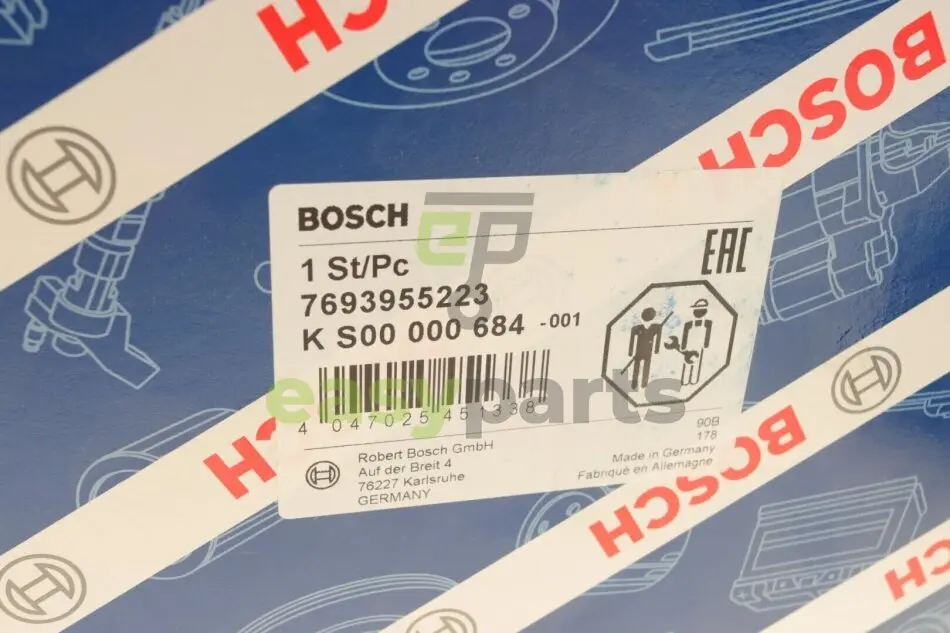 BOSCH
BOSCH
BOSCH
ep
EAC
1 St/Pc
7693955223
K S00 000 684 -001
easyparts
4 047025 451338
Robert Bosch GmbH
Auf der Breit 4
76227 Karlsruhe
GERMANY
90B
178
Made in Germany
Fabriqué en Allemagne
BOSCH
BOSCH
BOSCH